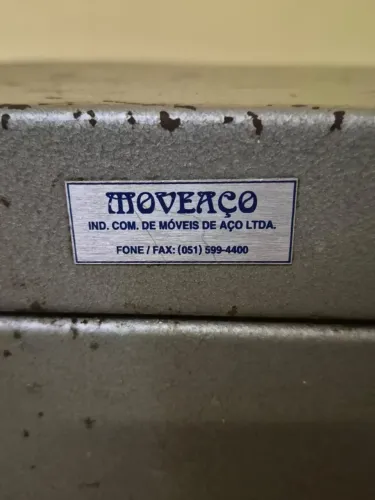 MOVEAÇO
IND. COM. DE MÓVEIS DE AÇO LTDA.
FONE / FAX: (051) 599-4400